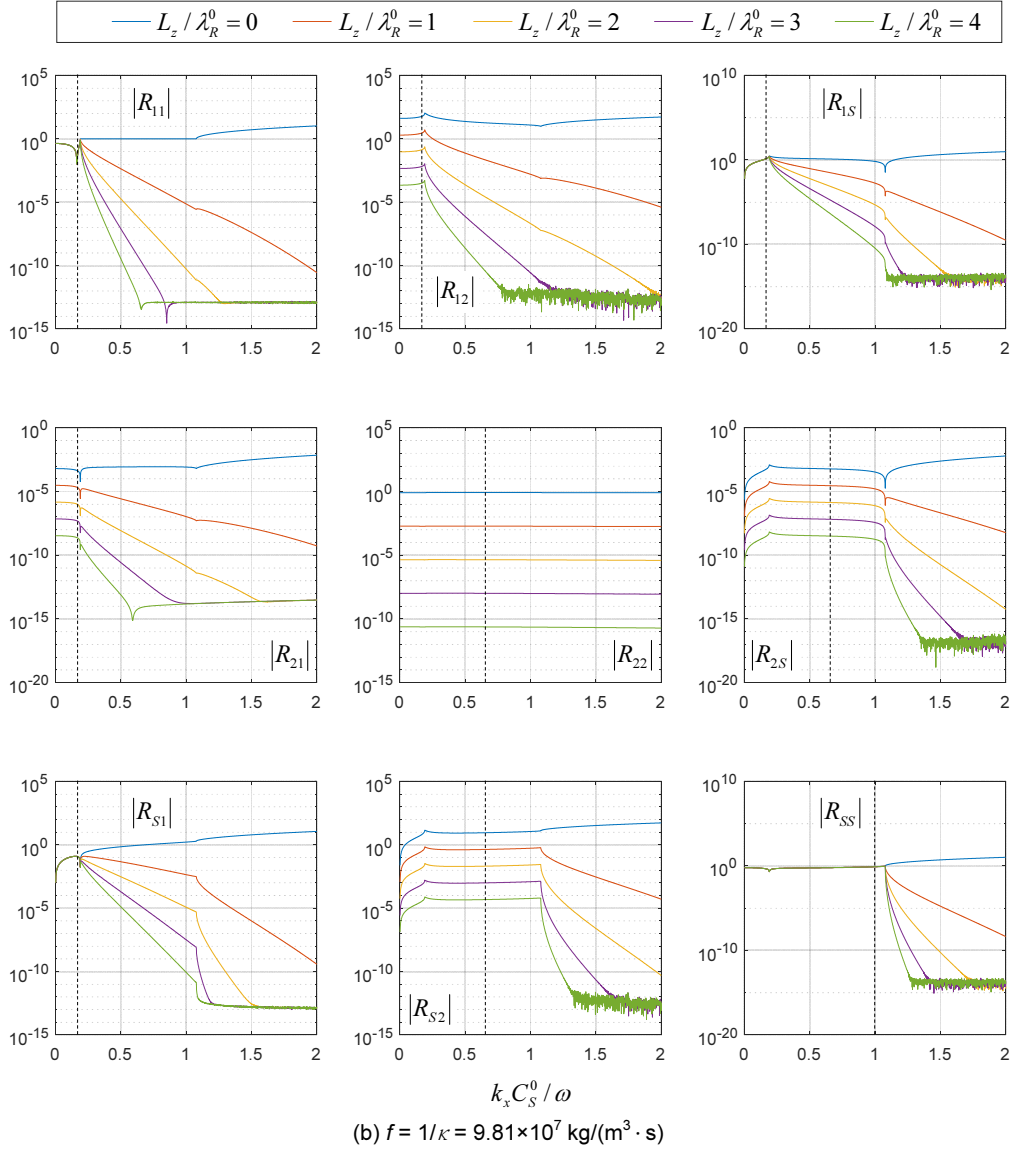 L_z / λ_R^0 = 0 L_z / λ_R^0 = 1 L_z / λ_R^0 = 2 L_z / λ_R^0 = 3 L_z / λ_R^0 = 4
10^5 10^5 10^10
|R_11| |R_1S|
10^0 10^0 10^0
10^-5 10^-5
10^-10 10^-10 10^-10
|R_12|
10^-15 10^-15 10^-20
0 0.5 1 1.5 2 0 0.5 1 1.5 2 0 0.5 1 1.5 2
10^0 10^5 10^0
10^-5 10^0 10^-5
10^-10 10^-5 10^-10
10^-15 10^-10 10^-15
|R_21| |R_22| |R_2S|
10^-20 10^-15 10^-20
0 0.5 1 1.5 2 0 0.5 1 1.5 2 0 0.5 1 1.5 2
10^5 10^5 10^10
|R_S1| |R_SS|
10^0 10^0 10^0
10^-5 10^-5
10^-10 10^-10 10^-10
|R_S2|
10^-15 10^-15 10^-20
0 0.5 1 1.5 2 0 0.5 1 1.5 2 0 0.5 1 1.5 2
k_x C_S^0 / ω
(b) f = 1/κ = 9.81×10^7 kg/(m^3 · s)